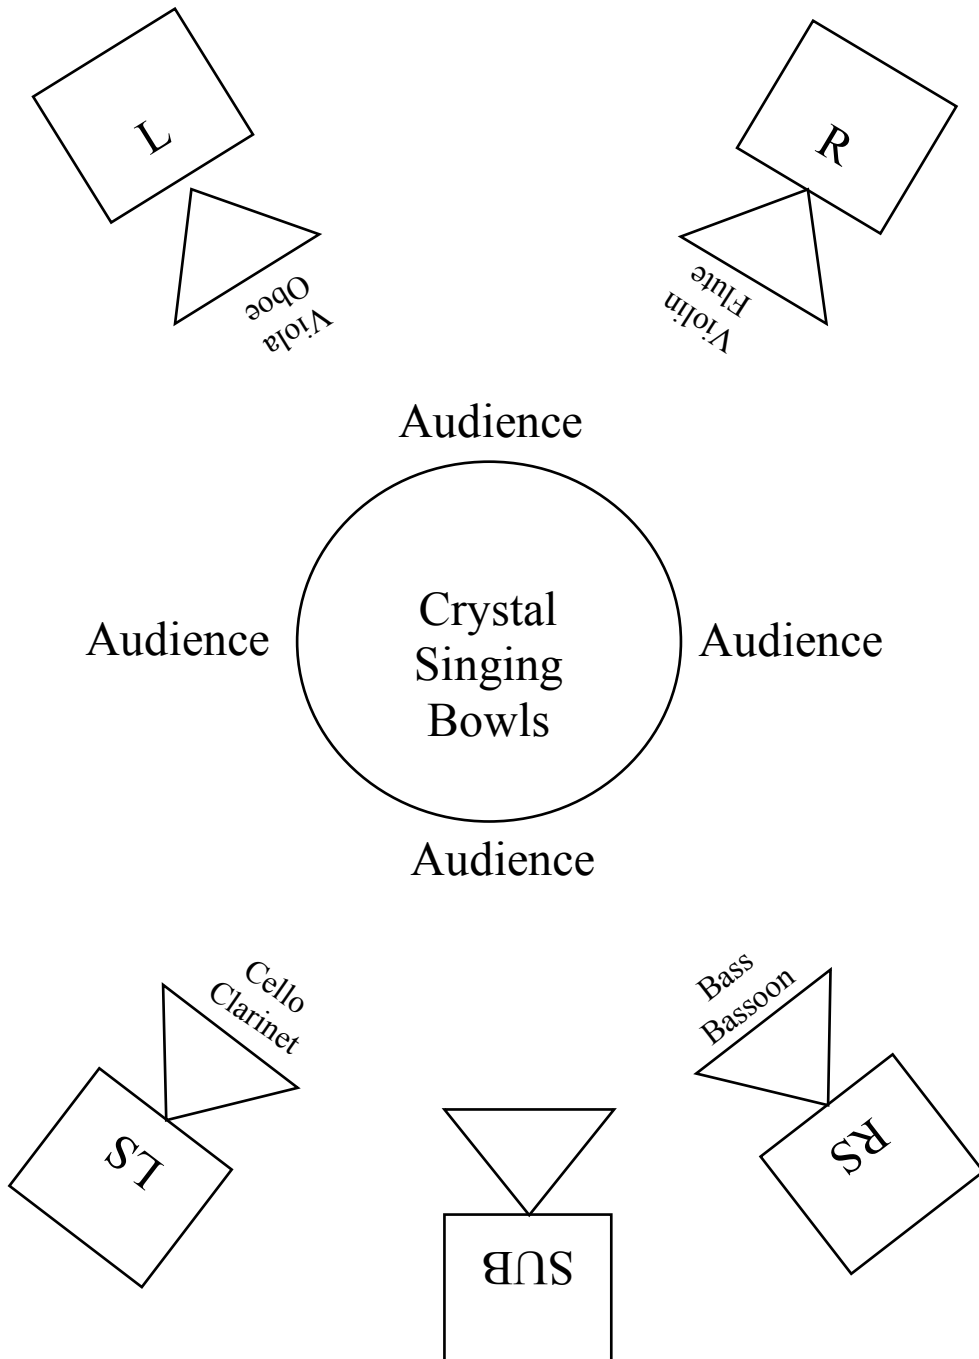 L
R
Viola
Oboe
Violin
Flute
Audience
Audience
Crystal
Singing
Bowls
Audience
Audience
Cello
Clarinet
Bass
Bassoon
LS
SUB
RS